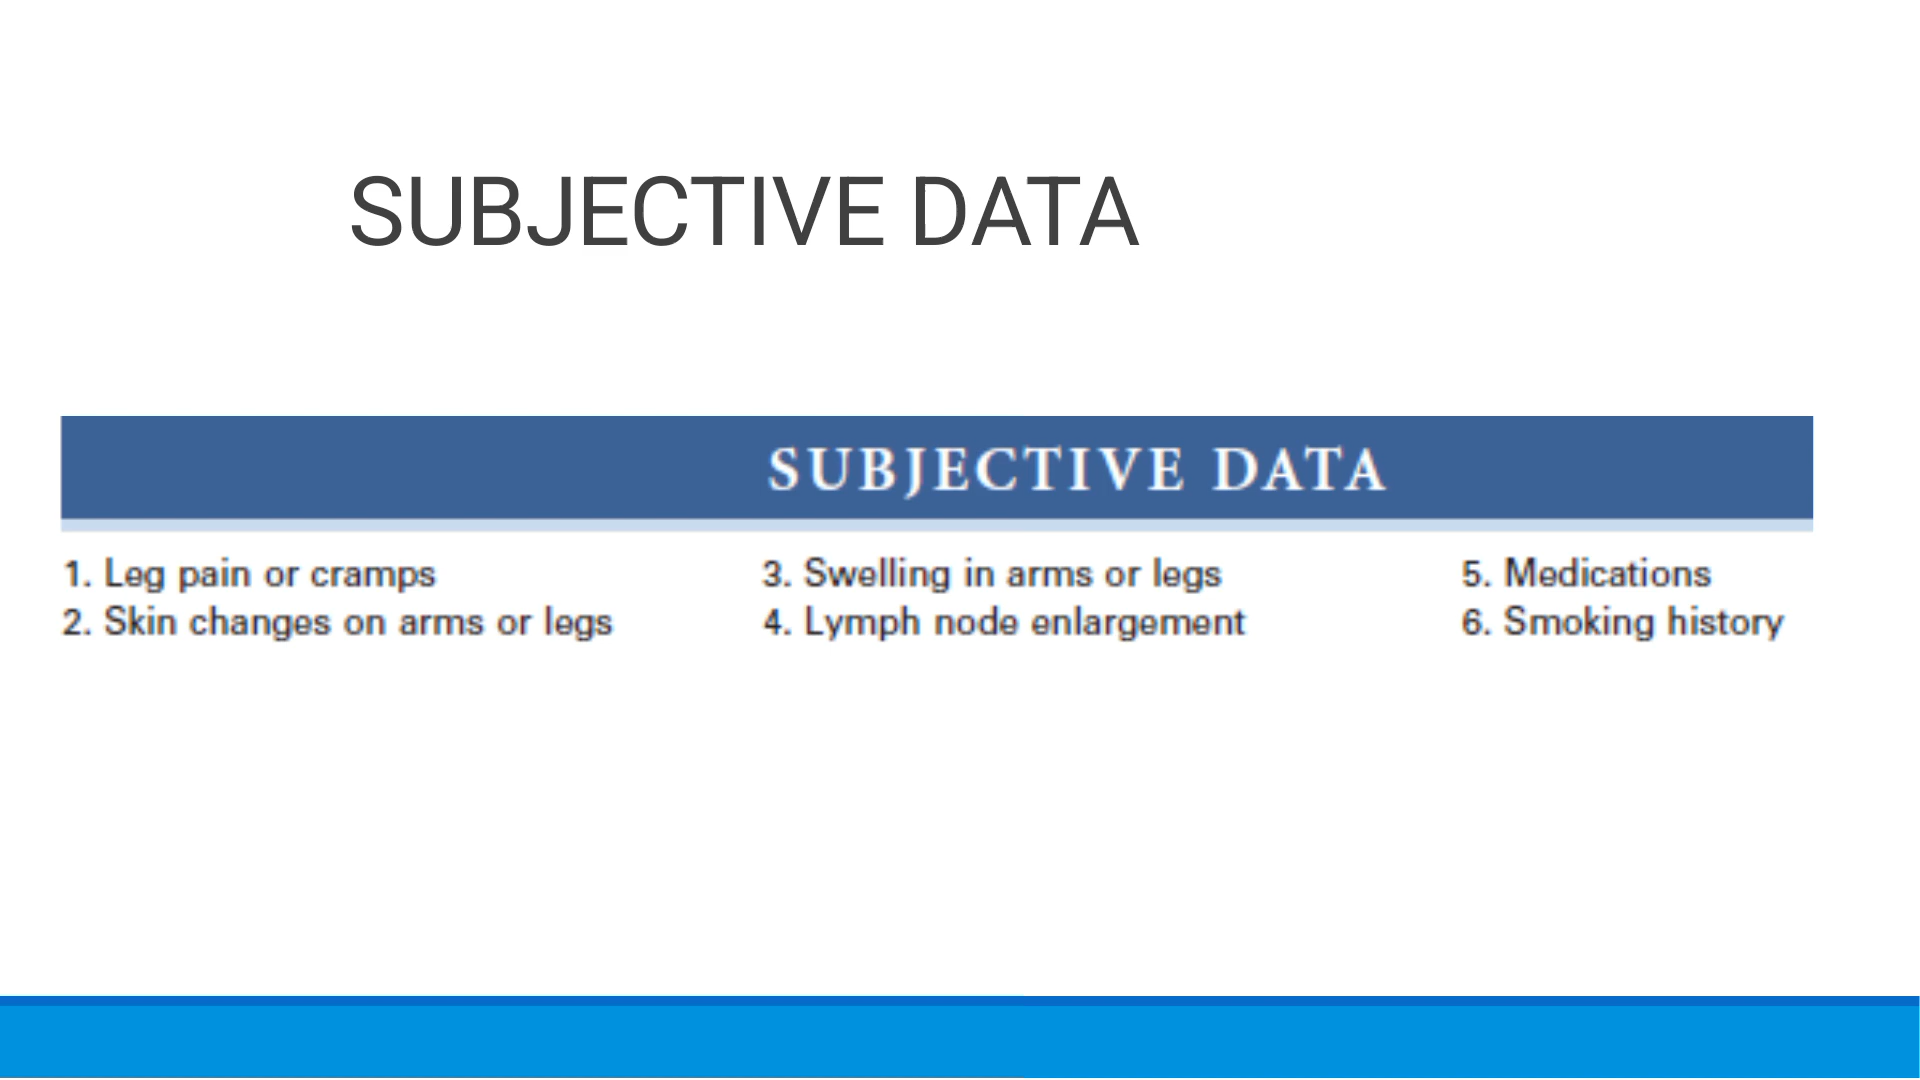 SUBJECTIVE DATA
SUBJECTIVE DATA
1. Leg pain or cramps
2. Skin changes on arms or legs
3. Swelling in arms or legs
4. Lymph node enlargement
5. Medications
6. Smoking history